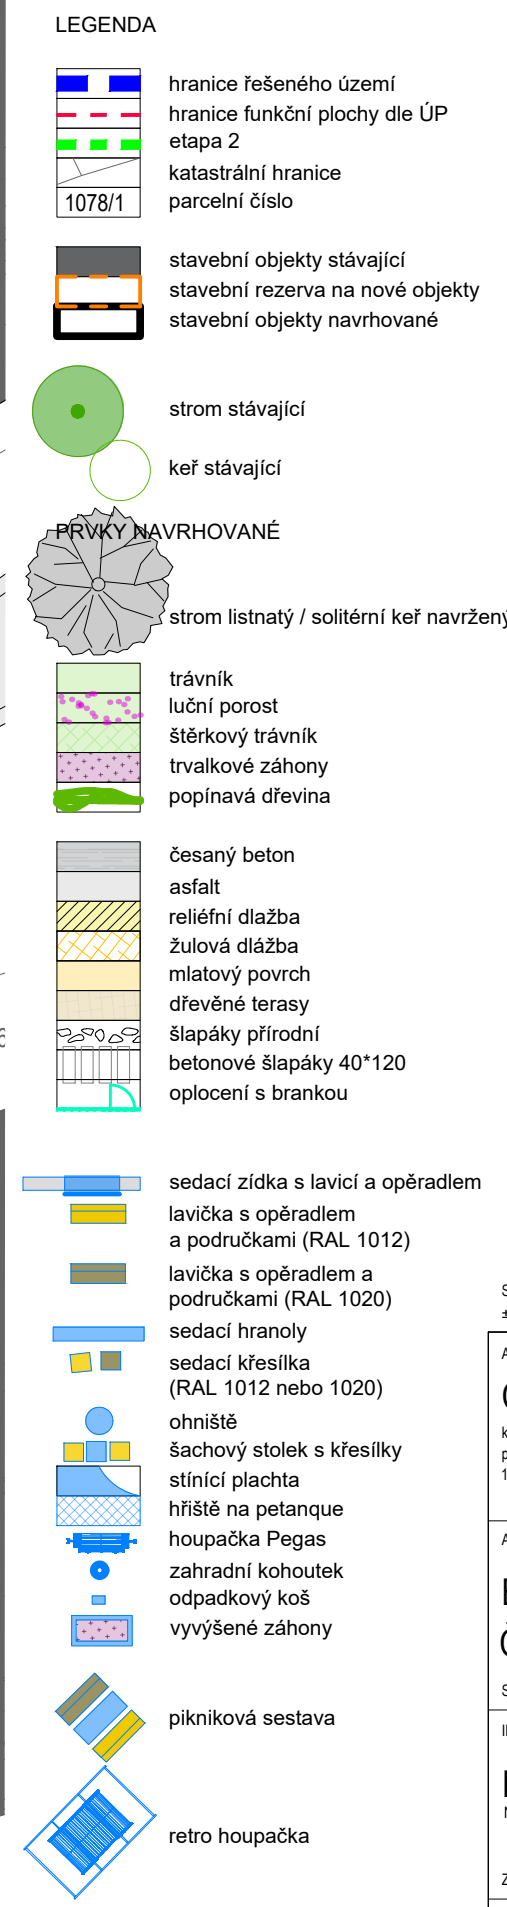 LEGENDA
hranice řešeného území
hranice funkční plochy dle ÚP
etapa 2
katastrální hranice
1078/1 parcelní číslo
stavební objekty stávající
stavební rezerva na nové objekty
stavební objekty navrhované
strom stávající
keř stávající
PRVKY NAVRHOVANÉ
strom listnatý / solitérní keř navržený
trávník
luční porost
štěrkový trávník
trvalkové záhony
popínavá dřevina
česaný beton
asfalt
reliéfní dlažba
žulová dlážba
mlatový povrch
dřevěné terasy
šlapáky přírodní
betonové šlapáky 40*120
oplocení s brankou
sedací zídka s lavicí a opěradlem
lavička s opěradlem
a područkami (RAL 1012)
lavička s opěradlem a
područkami (RAL 1020)
sedací hranoly
sedací křesílka
(RAL 1012 nebo 1020)
ohniště
šachový stolek s křesílky
stínící plachta
hřiště na petanque
houpačka Pegas
zahradní kohoutek
odpadkový koš
vyvýšené záhony
pikniková sestava
retro houpačka